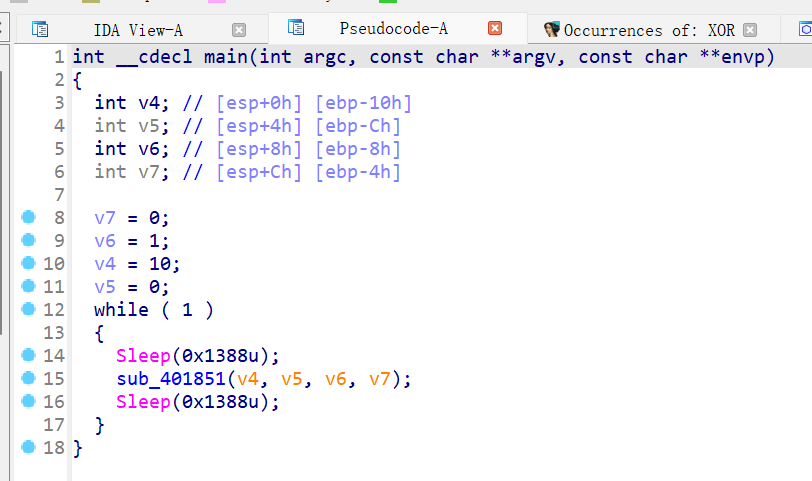 IDA View-A Pseudocode-A Occurrences of: XOR
1 int __cdecl main(int argc, const char **argv, const char **envp)
2 {
3 int v4; // [esp+0h] [ebp-10h]
4 int v5; // [esp+4h] [ebp-Ch]
5 int v6; // [esp+8h] [ebp-8h]
6 int v7; // [esp+Ch] [ebp-4h]
7
8 v7 = 0;
9 v6 = 1;
10 v4 = 10;
11 v5 = 0;
12 while ( 1 )
13 {
14 Sleep(0x1388u);
15 sub_401851(v4, v5, v6, v7);
16 Sleep(0x1388u);
17 }
18 }